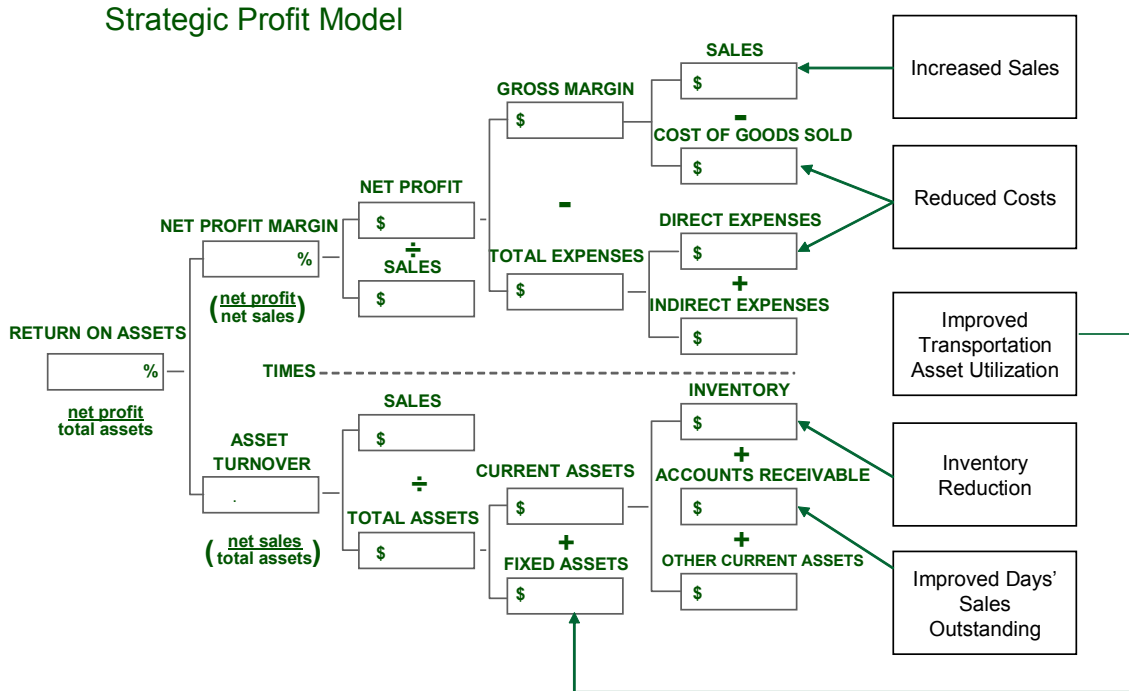 Strategic Profit Model
SALES
$
-
COST OF GOODS SOLD
$
GROSS MARGIN
$
-
NET PROFIT
$
÷
SALES
$
NET PROFIT MARGIN
%
(net profit
net sales)
TOTAL EXPENSES
$
DIRECT EXPENSES
$
+
INDIRECT EXPENSES
$
RETURN ON ASSETS
%
net profit
total assets
TIMES
ASSET
TURNOVER
.
(net sales
total assets)
SALES
$
÷
TOTAL ASSETS
$
CURRENT ASSETS
$
+
FIXED ASSETS
$
INVENTORY
$
+
ACCOUNTS RECEIVABLE
$
+
OTHER CURRENT ASSETS
$
Increased Sales
Reduced Costs
Improved
Transportation
Asset Utilization
Inventory
Reduction
Improved Days'
Sales
Outstanding